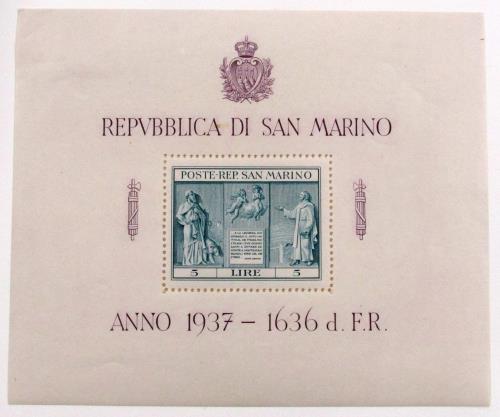 REPVBBLICA DI SAN MARINO
POSTE-REP. SAN MARINO
5 LIRE 5
ANNO 1937 – 1636 d. F. R.